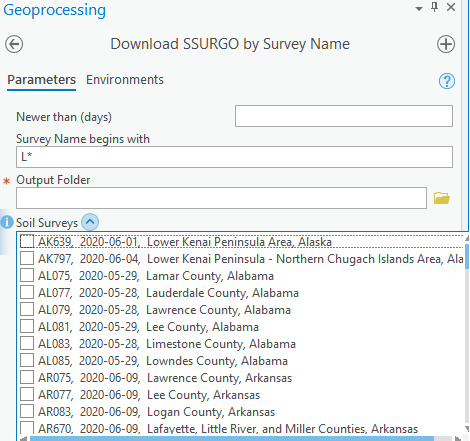 Geoprocessing
Download SSURGO by Survey Name
Parameters Environments
?
Newer than (days)
Survey Name begins with
L*
* Output Folder
Soil Surveys
AK639, 2020-06-01, Lower Kenai Peninsula Area, Alaska
AK797, 2020-06-04, Lower Kenai Peninsula - Northern Chugach Islands Area, Ala
AL075, 2020-05-29, Lamar County, Alabama
AL077, 2020-05-28, Lauderdale County, Alabama
AL079, 2020-05-28, Lawrence County, Alabama
AL081, 2020-05-29, Lee County, Alabama
AL083, 2020-05-28, Limestone County, Alabama
AL085, 2020-05-29, Lowndes County, Alabama
AR075, 2020-06-09, Lawrence County, Arkansas
AR077, 2020-06-09, Lee County, Arkansas
AR083, 2020-06-09, Logan County, Arkansas
AR670, 2020-06-09, Lafayette, Little River, and Miller Counties, Arkansas